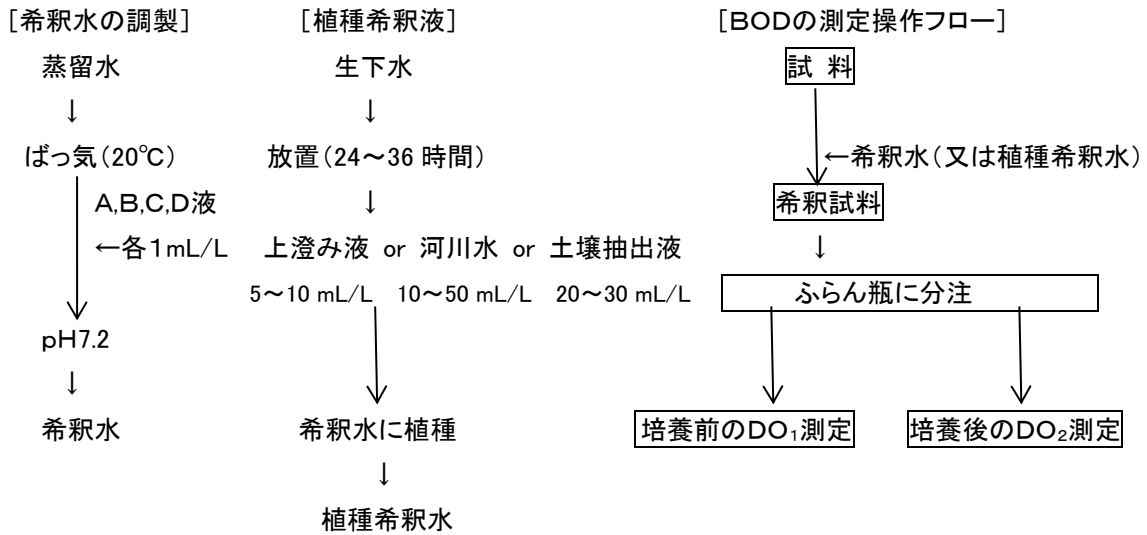 [希釈水の調製]
蒸留水
↓
ばっ気(20℃)
A,B,C,D液
←各1mL/L
pH7.2
↓
希釈水
[植種希釈液]
生下水
↓
放置(24～36 時間)
↓
上澄み液 or 河川水 or 土壌抽出液
5～10 mL/L 10～50 mL/L 20～30 mL/L
希釈水に植種
↓
植種希釈水
[BODの測定操作フロー]
試 料
←希釈水(又は稙種希釈水)
希釈試料
↓
ふらん瓶に分注
培養前のDO₁測定
培養後のDO₂測定